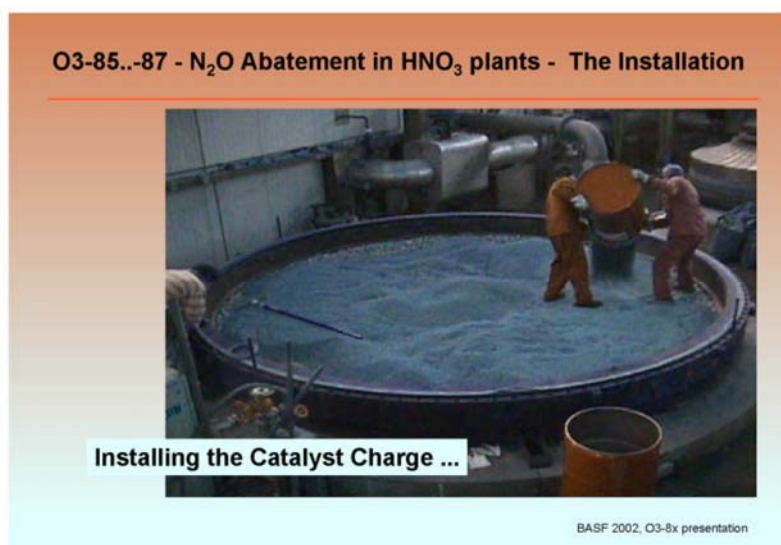 O3-85..-87 - N₂O Abatement in HNO₃ plants - The Installation
Installing the Catalyst Charge ...
BASF 2002, O3-8x presentation